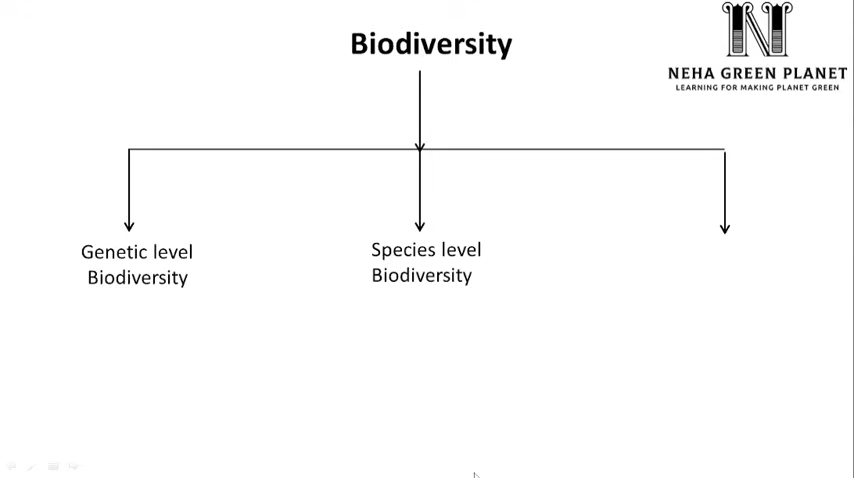 Biodiversity
N
NEHA GREEN PLANET
LEARNING FOR MAKING PLANET GREEN
Genetic level
Biodiversity
Species level
Biodiversity